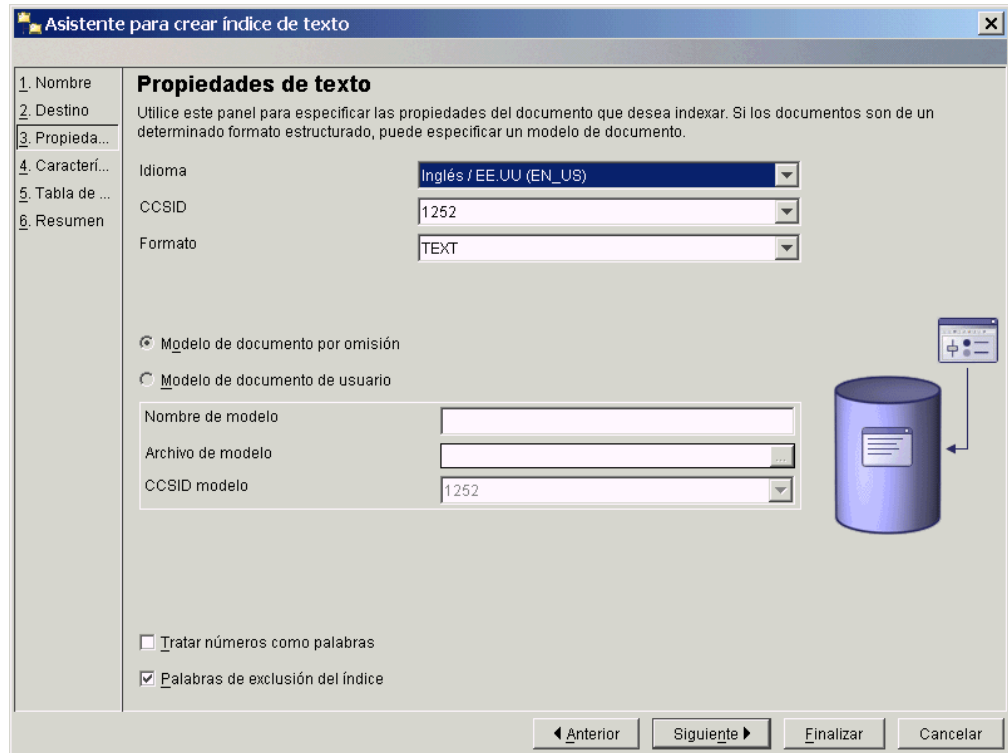 Asistente para crear índice de texto
1. Nombre
2. Destino
3. Propieda...
4. Caracterí...
5. Tabla de ...
6. Resumen
Propiedades de texto
Utilice este panel para especificar las propiedades del documento que desea indexar. Si los documentos son de un
determinado formato estructurado, puede especificar un modelo de documento.
Idioma
Inglés / EE.UU (EN_US)
CCSID
1252
Formato
TEXT
Modelo de documento por omisión
Modelo de documento de usuario
Nombre de modelo
Archivo de modelo
...
CCSID modelo
1252
Tratar números como palabras
Palabras de exclusión del índice
Anterior
Siguiente
Finalizar
Cancelar